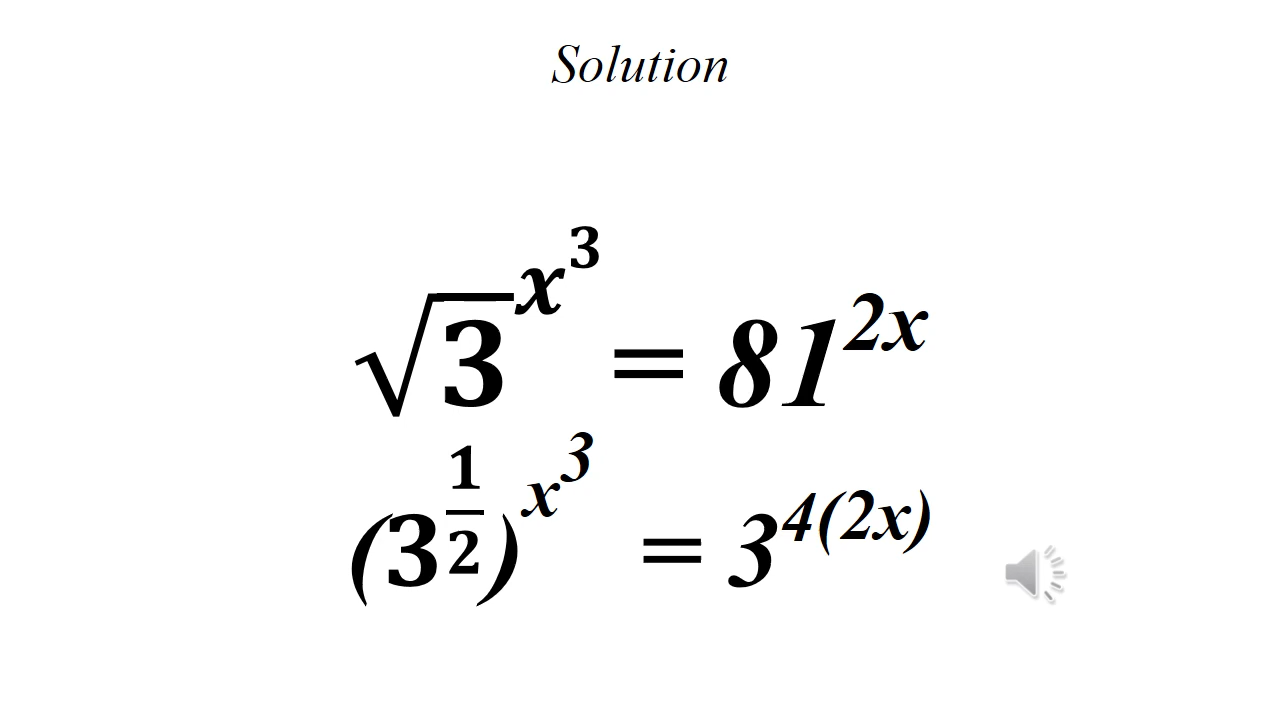 Solution
√3^x^3 = 81^2x
(3^1/2)^x^3 = 3^4(2x)